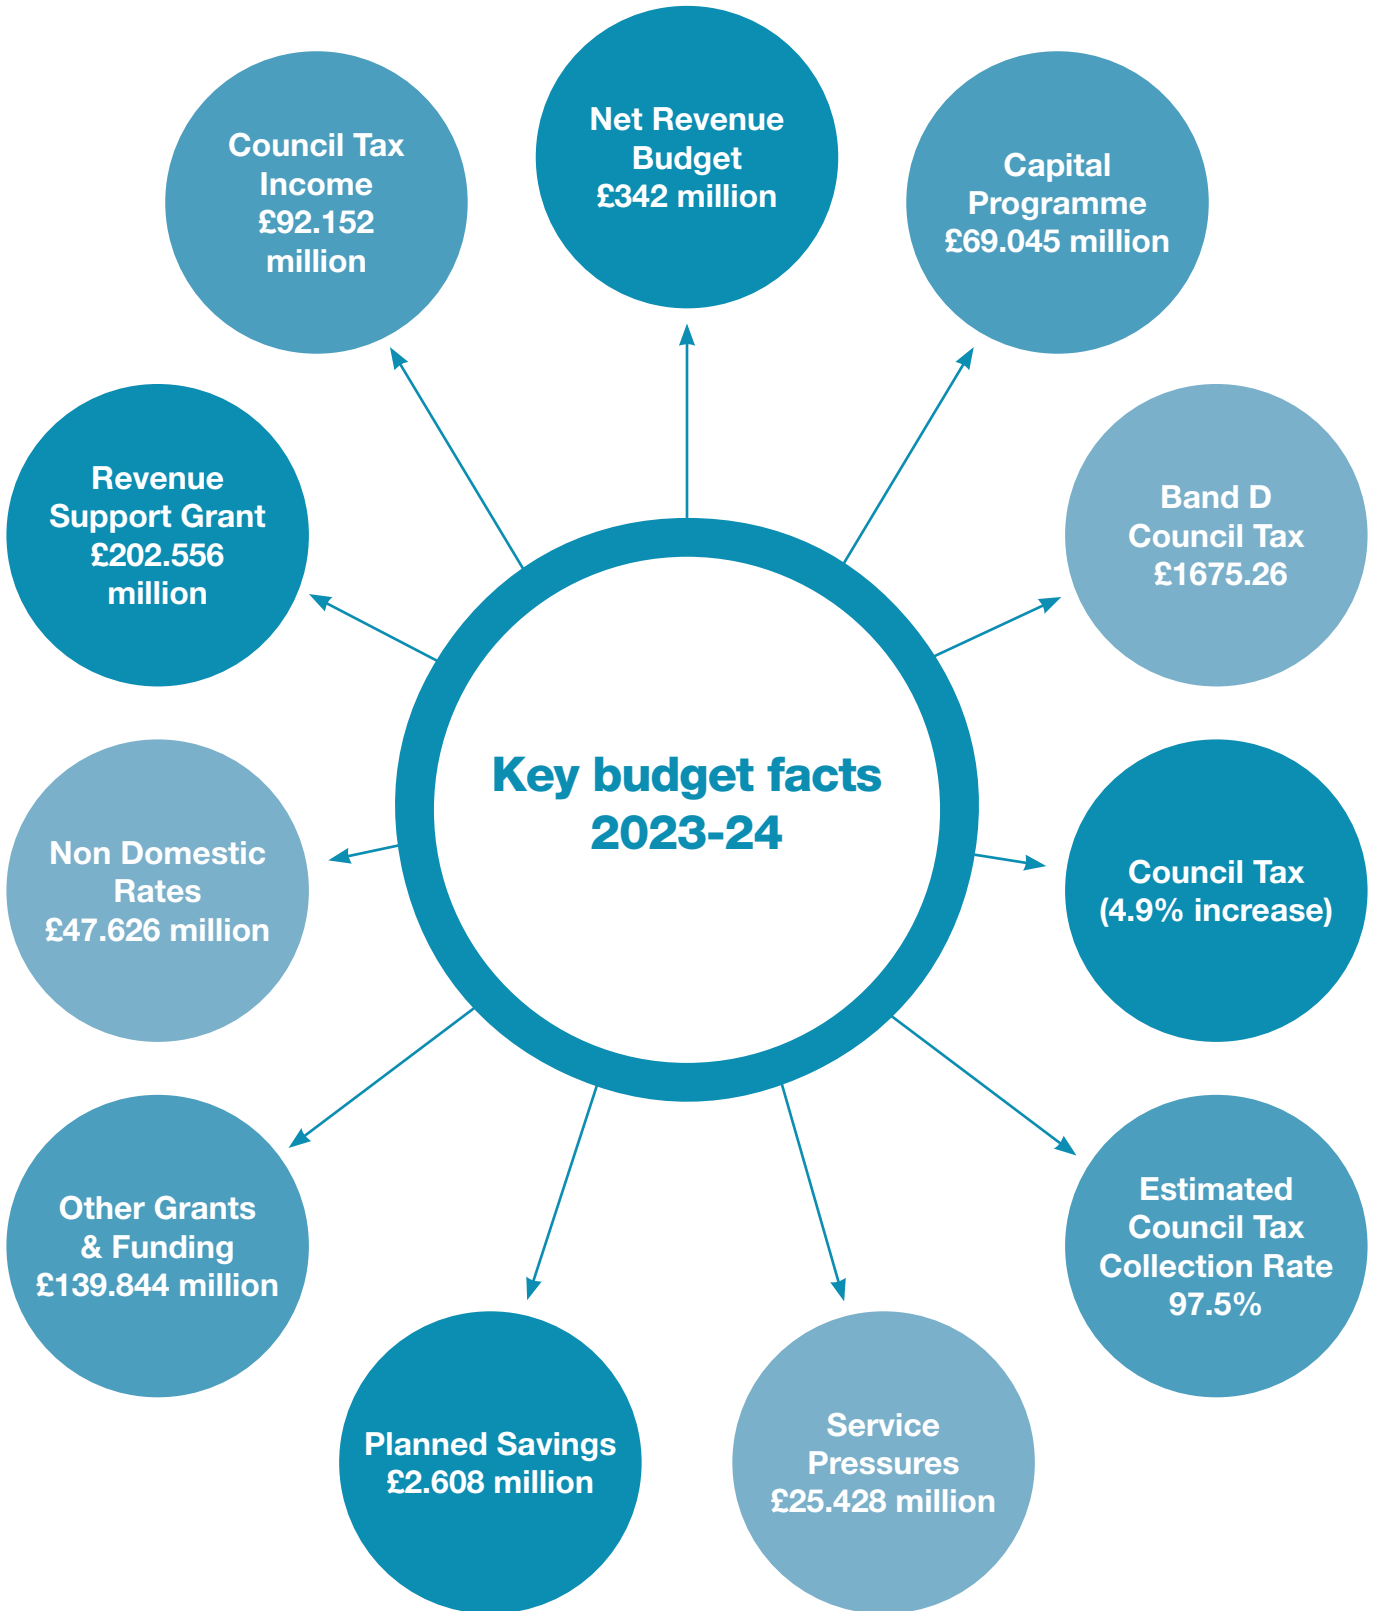 Net Revenue
Budget
£342 million
Council Tax
Income
£92.152
million
Capital
Programme
£69.045 million
Revenue
Support Grant
£202.556
million
Band D
Council Tax
£1675.26
Key budget facts
2023-24
Non Domestic
Rates
£47.626 million
Council Tax
(4.9% increase)
Other Grants
& Funding
£139.844 million
Estimated
Council Tax
Collection Rate
97.5%
Planned Savings
£2.608 million
Service
Pressures
£25.428 million